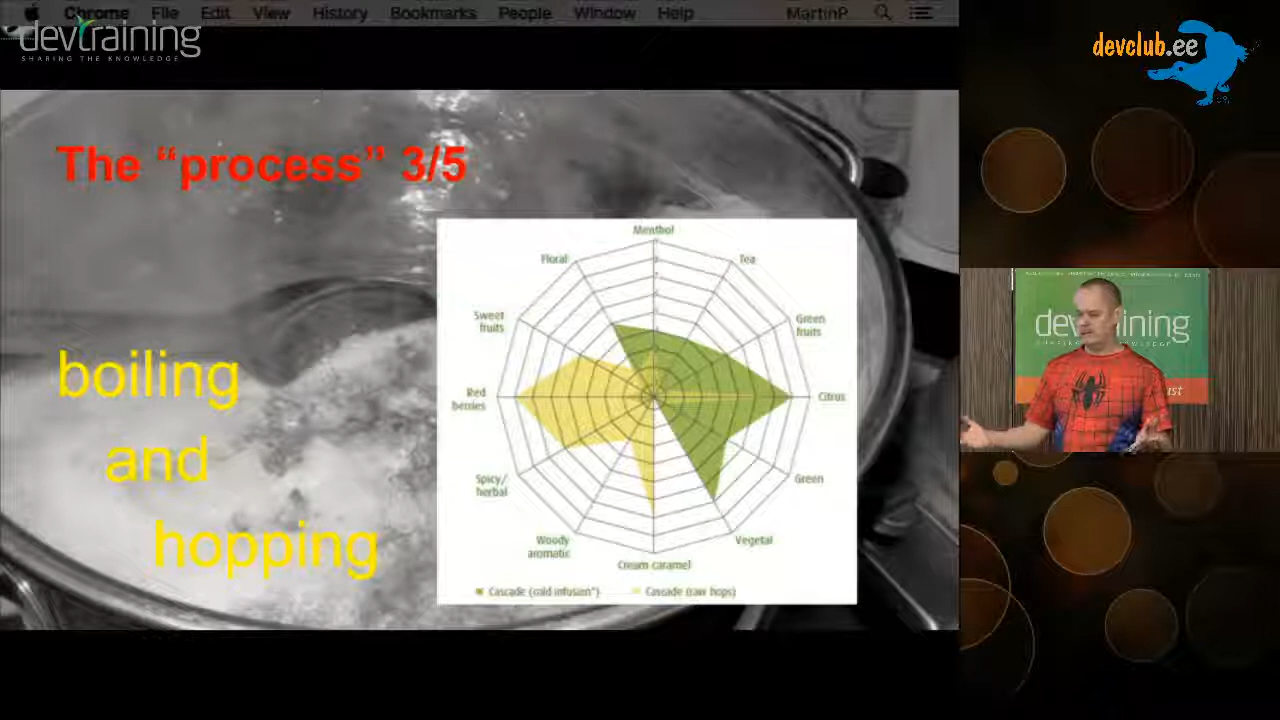 Chrome File Edit View History Bookmarks People Window Help MartinP
devtraining
SHARING THE KNOWLEDGE
devclub.ee
The “process” 3/5
boiling
and
hopping
Menthol
Floral
Tea
Sweet
fruits
Green
fruits
Red
berries
Citrus
Spicy/
herbal
Green
Woody
aromatic
Vegetal
Cream caramel
Cascade (cold infusion*)
Cascade (raw hops)
devtraining